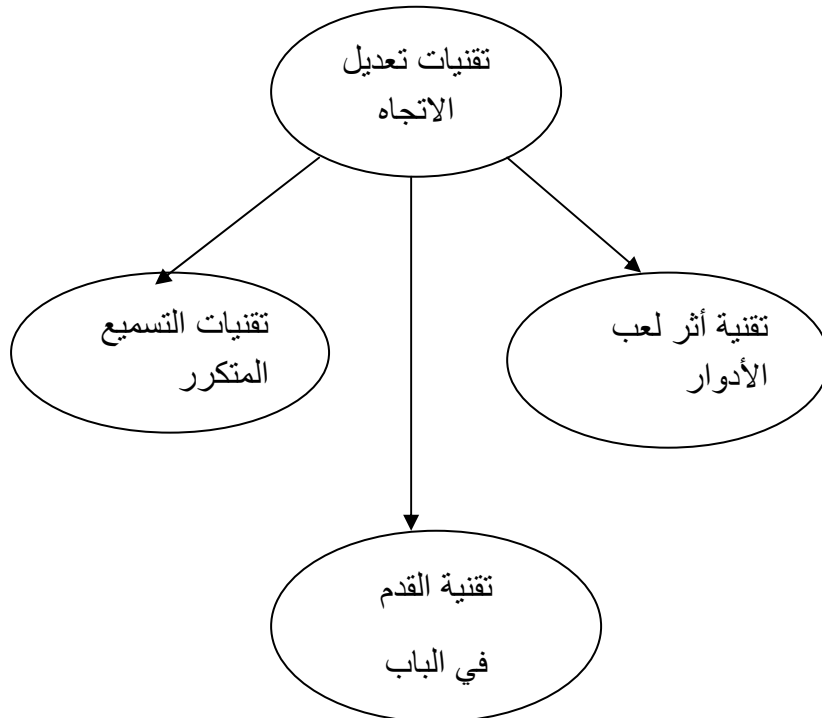 تقنيات تعديل
الاتجاه
تقنية أثر لعب
الأدوار
تقنيات التسميع
المتكرر
تقنية القدم
في الباب